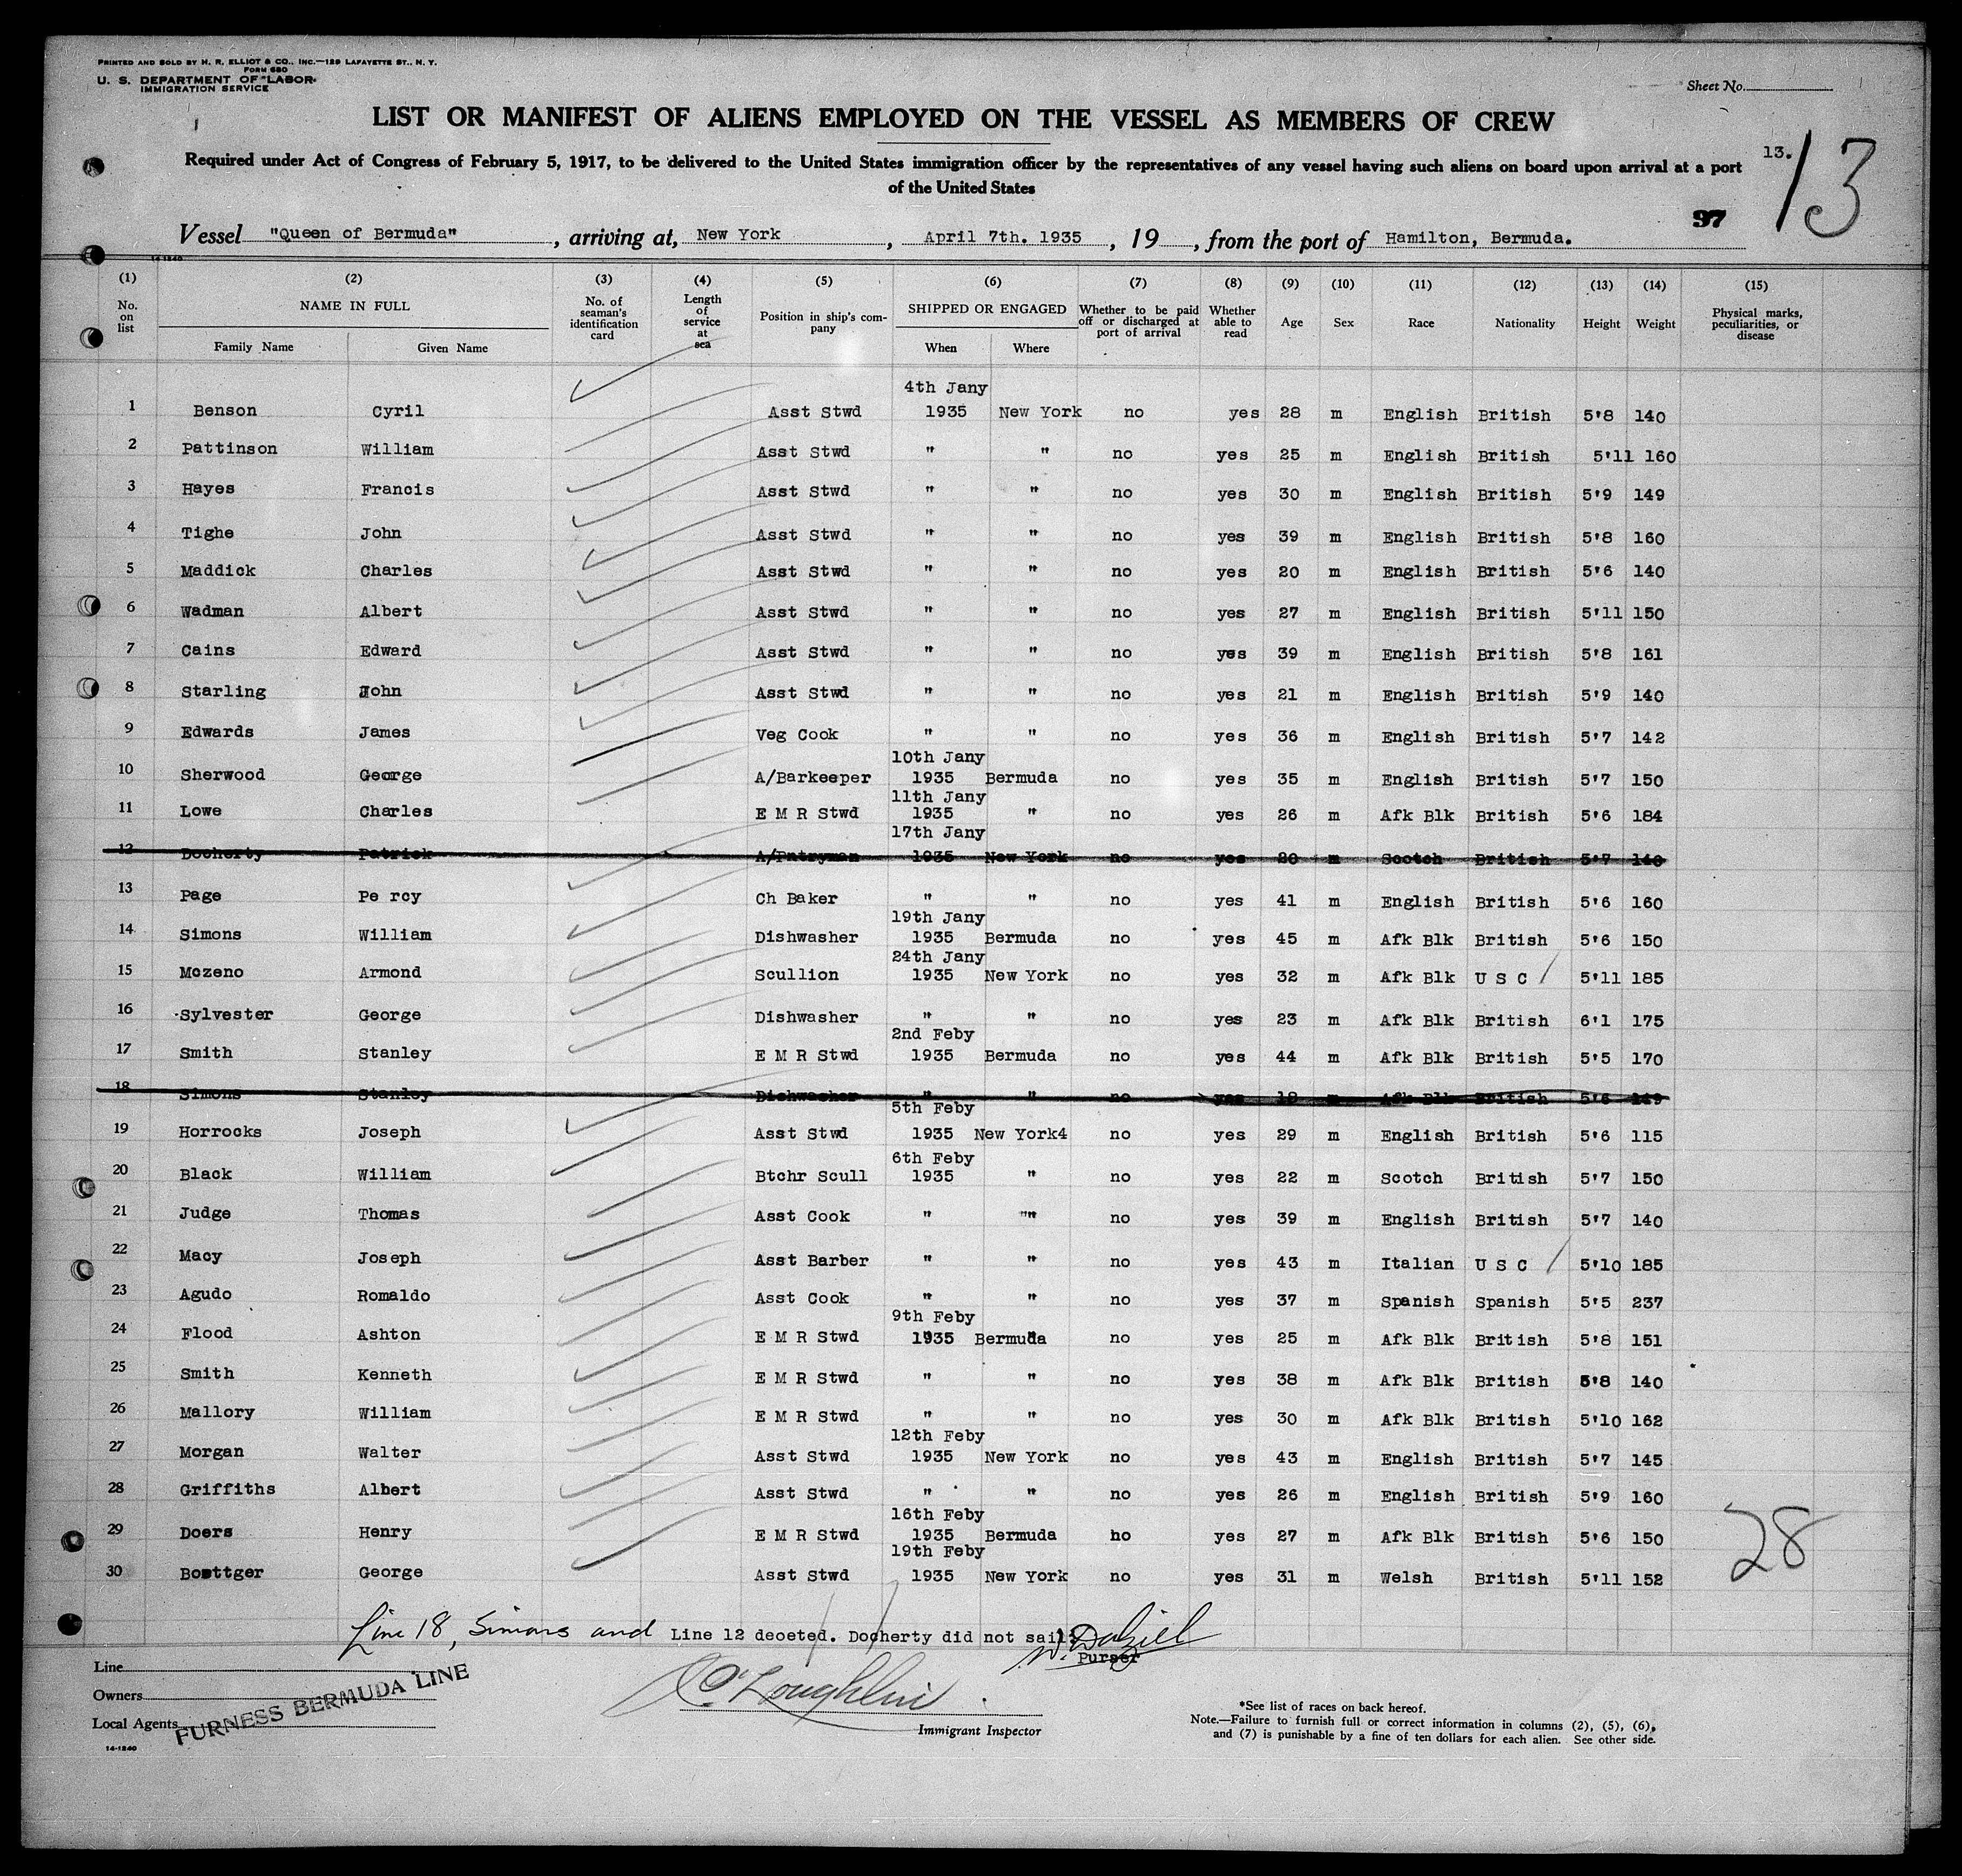 PRINTED AND SOLD BY H. R. ELLIOT & CO., INC.—129 LAFAYETTE ST., N. Y.
FORM 680
U. S. DEPARTMENT OF LABOR
IMMIGRATION SERVICE
Sheet No.
LIST OR MANIFEST OF ALIENS EMPLOYED ON THE VESSEL AS MEMBERS OF CREW
Required under Act of Congress of February 5, 1917, to be delivered to the United States immigration officer by the representatives of any vessel having such aliens on board upon arrival at a port
of the United States
13. 13
97
Vessel "Queen of Bermuda", arriving at, New York, April 7th. 1935, 19, from the port of Hamilton, Bermuda.
14-1240
(1) (2) (3) (4) (5) (6) (7) (8) (9) (10) (11) (12) (13) (14) (15)
No. on list NAME IN FULL Family Name Given Name No. of seaman's identification card Length of service at sea Position in ship's company SHIPPED OR ENGAGED When Where Whether to be paid off or discharged at port of arrival Whether able to read Age Sex Race Nationality Height Weight Physical marks, peculiarities, or disease
4th Jany
1 Benson Cyril Asst Stwd 1935 New York no yes 28 m English British 5'8 140
2 Pattinson William Asst Stwd " " no yes 25 m English British 5'11 160
3 Hayes Francis Asst Stwd " " no yes 30 m English British 5'9 149
4 Tighe John Asst Stwd " " no yes 39 m English British 5'8 160
5 Maddick Charles Asst Stwd " " no yes 20 m English British 5'6 140
6 Wadman Albert Asst Stwd " " no yes 27 m English British 5'11 150
7 Cains Edward Asst Stwd " " no yes 39 m English British 5'8 161
8 Starling John Asst Stwd " " no yes 21 m English British 5'9 140
9 Edwards James Veg Cook " " no yes 36 m English British 5'7 142
10th Jany
10 Sherwood George A/Barkeeper 1935 Bermuda no yes 35 m English British 5'7 150
11th Jany
11 Lowe Charles E M R Stwd 1935 " no yes 26 m Afk Blk British 5'6 184
17th Jany
12 Docherty Patrick A/Pntryman 1935 New York no yes 20 m Scotch British 5'7 140
13 Page Pe rcy Ch Baker " " no yes 41 m English British 5'6 160
19th Jany
14 Simons William Dishwasher 1935 Bermuda no yes 45 m Afk Blk British 5'6 150
24th Jany
15 Mozeno Armond Scullion 1935 New York no yes 32 m Afk Blk U S C 5'11 185
16 Sylvester George Dishwasher " " no yes 23 m Afk Blk British 6'1 175
2nd Feby
17 Smith Stanley E M R Stwd 1935 Bermuda no yes 44 m Afk Blk British 5'5 170
18 Simons Stanley Dishwasher " " no yes 18 m Afk Blk British 5'6 149
5th Feby
19 Horrocks Joseph Asst Stwd 1935 New York4 no yes 29 m English British 5'6 115
6th Feby
20 Black William Btchr Scull 1935 " no yes 22 m Scotch British 5'7 150
21 Judge Thomas Asst Cook " " no yes 39 m English British 5'7 140
22 Macy Joseph Asst Barber " " no yes 43 m Italian U S C 5'10 185
23 Agudo Romaldo Asst Cook " " no yes 37 m Spanish Spanish 5'5 237
9th Feby
24 Flood Ashton E M R Stwd 1935 Bermuda no yes 25 m Afk Blk British 5'8 151
25 Smith Kenneth E M R Stwd " " no yes 38 m Afk Blk British 5'8 140
26 Mallory William E M R Stwd " " no yes 30 m Afk Blk British 5'10 162
12th Feby
27 Morgan Walter Asst Stwd 1935 New York no yes 43 m English British 5'7 145
28 Griffiths Albert Asst Stwd " " no yes 26 m English British 5'9 160
16th Feby
29 Doers Henry E M R Stwd 1935 Bermuda ho yes 27 m Afk Blk British 5'6 150
19th Feby
30 Boettger George Asst Stwd 1935 New York no yes 31 m Welsh British 5'11 152
28
Line 18, Simons and Line 12 deoeted. Docherty did not sail.
W. Dalziel
Purser
Line
Owners
Local Agents
FURNESS BERMUDA LINE
14-1240
O'Loughlin
Immigrant Inspector
*See list of races on back hereof.
Note.—Failure to furnish full or correct information in columns (2), (5), (6),
and (7) is punishable by a fine of ten dollars for each alien. See other side.